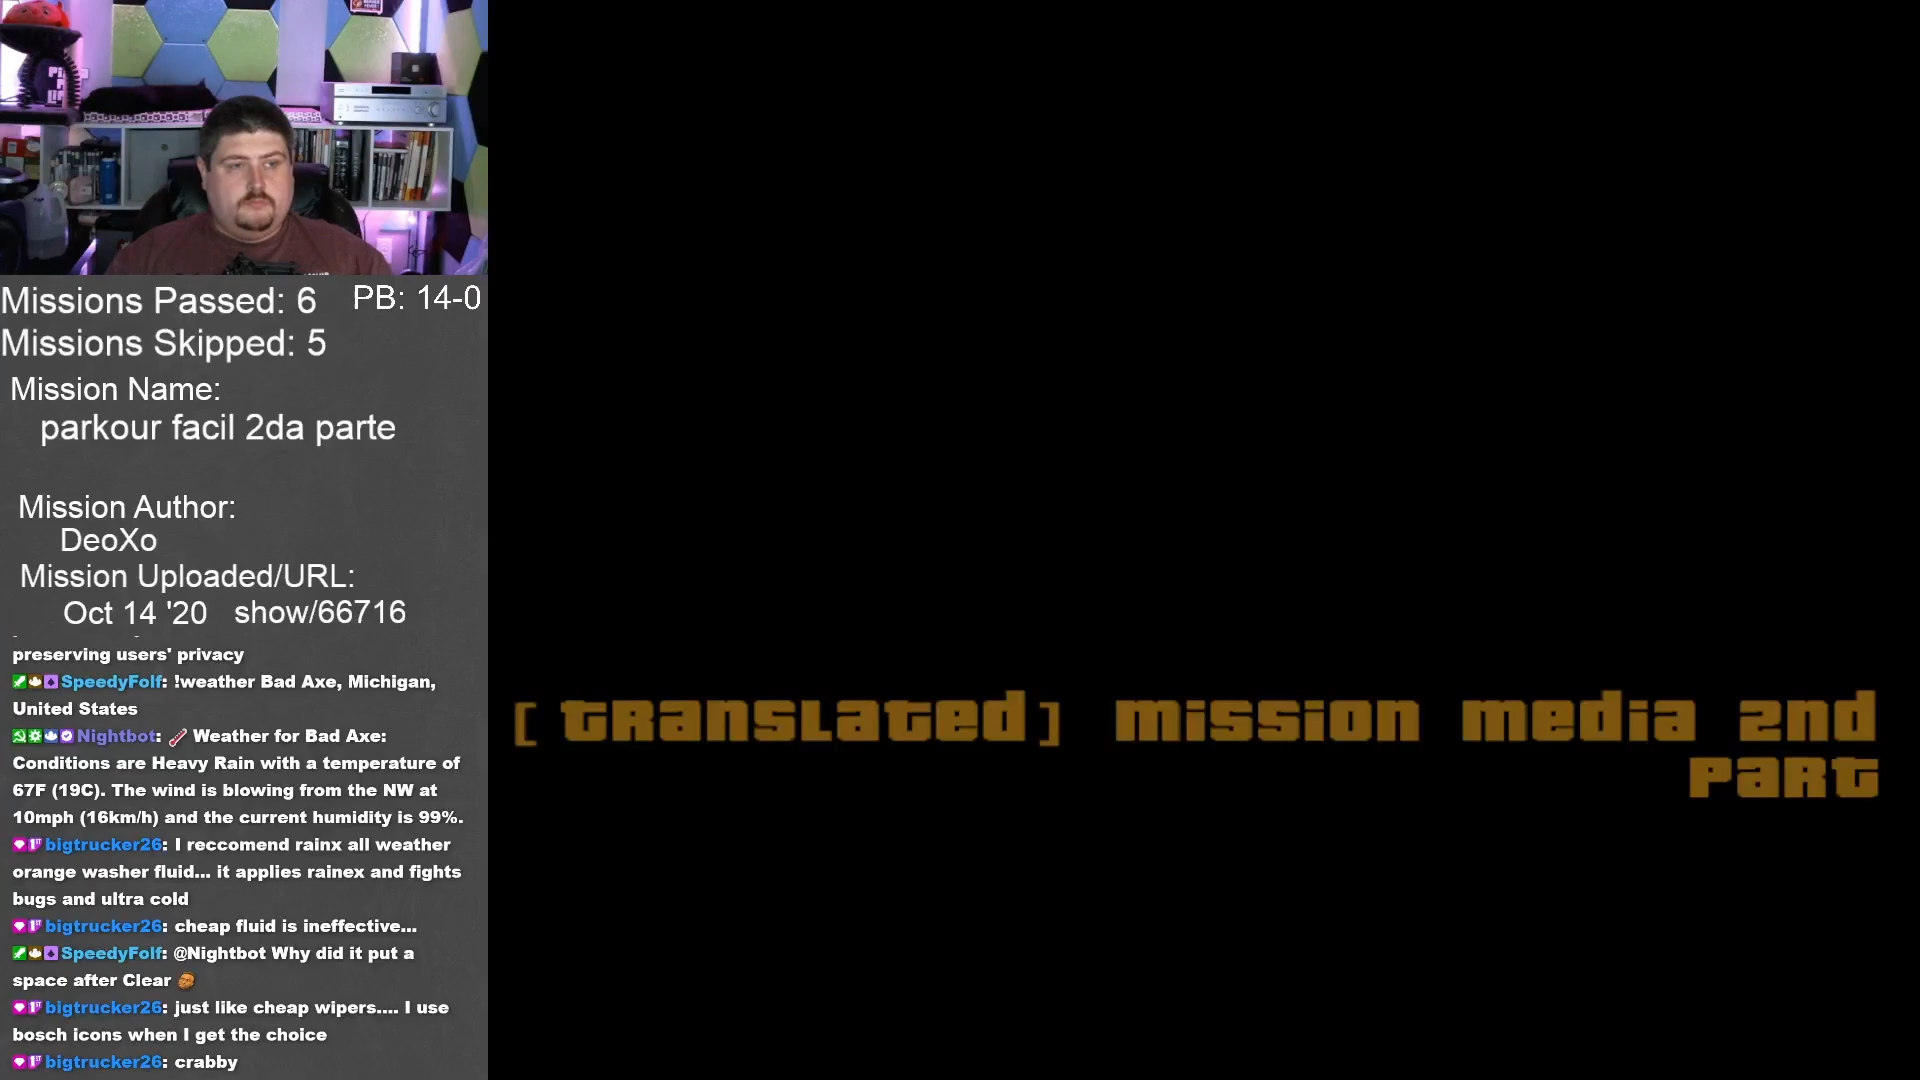 Missions Passed: 6
PB: 14-0
Missions Skipped: 5
Mission Name:
parkour facil 2da parte
Mission Author:
DeoXo
Mission Uploaded/URL:
Oct 14 '20 show/66716
preserving users' privacy
SpeedyFolf: !weather Bad Axe, Michigan,
United States
Nightbot: Weather for Bad Axe:
Conditions are Heavy Rain with a temperature of
67F (19C). The wind is blowing from the NW at
10mph (16km/h) and the current humidity is 99%.
bigtrucker26: I reccomend rainx all weather
orange washer fluid... it applies rainex and fights
bugs and ultra cold
bigtrucker26: cheap fluid is ineffective...
SpeedyFolf: @Nightbot Why did it put a
space after Clear
bigtrucker26: just like cheap wipers.... I use
bosch icons when I get the choice
bigtrucker26: crabby
[translated] mission media 2nd
part